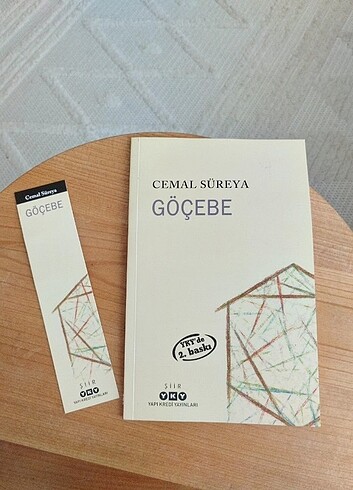 Cemal Süreya
GÖÇEBE
ŞİİR
YKY
YAPI KREDİ YAYINLARI
CEMAL SÜREYA
GÖÇEBE
YKY'de
2. baskı
ŞİİR
YKY
YAPI KREDİ YAYINLARI